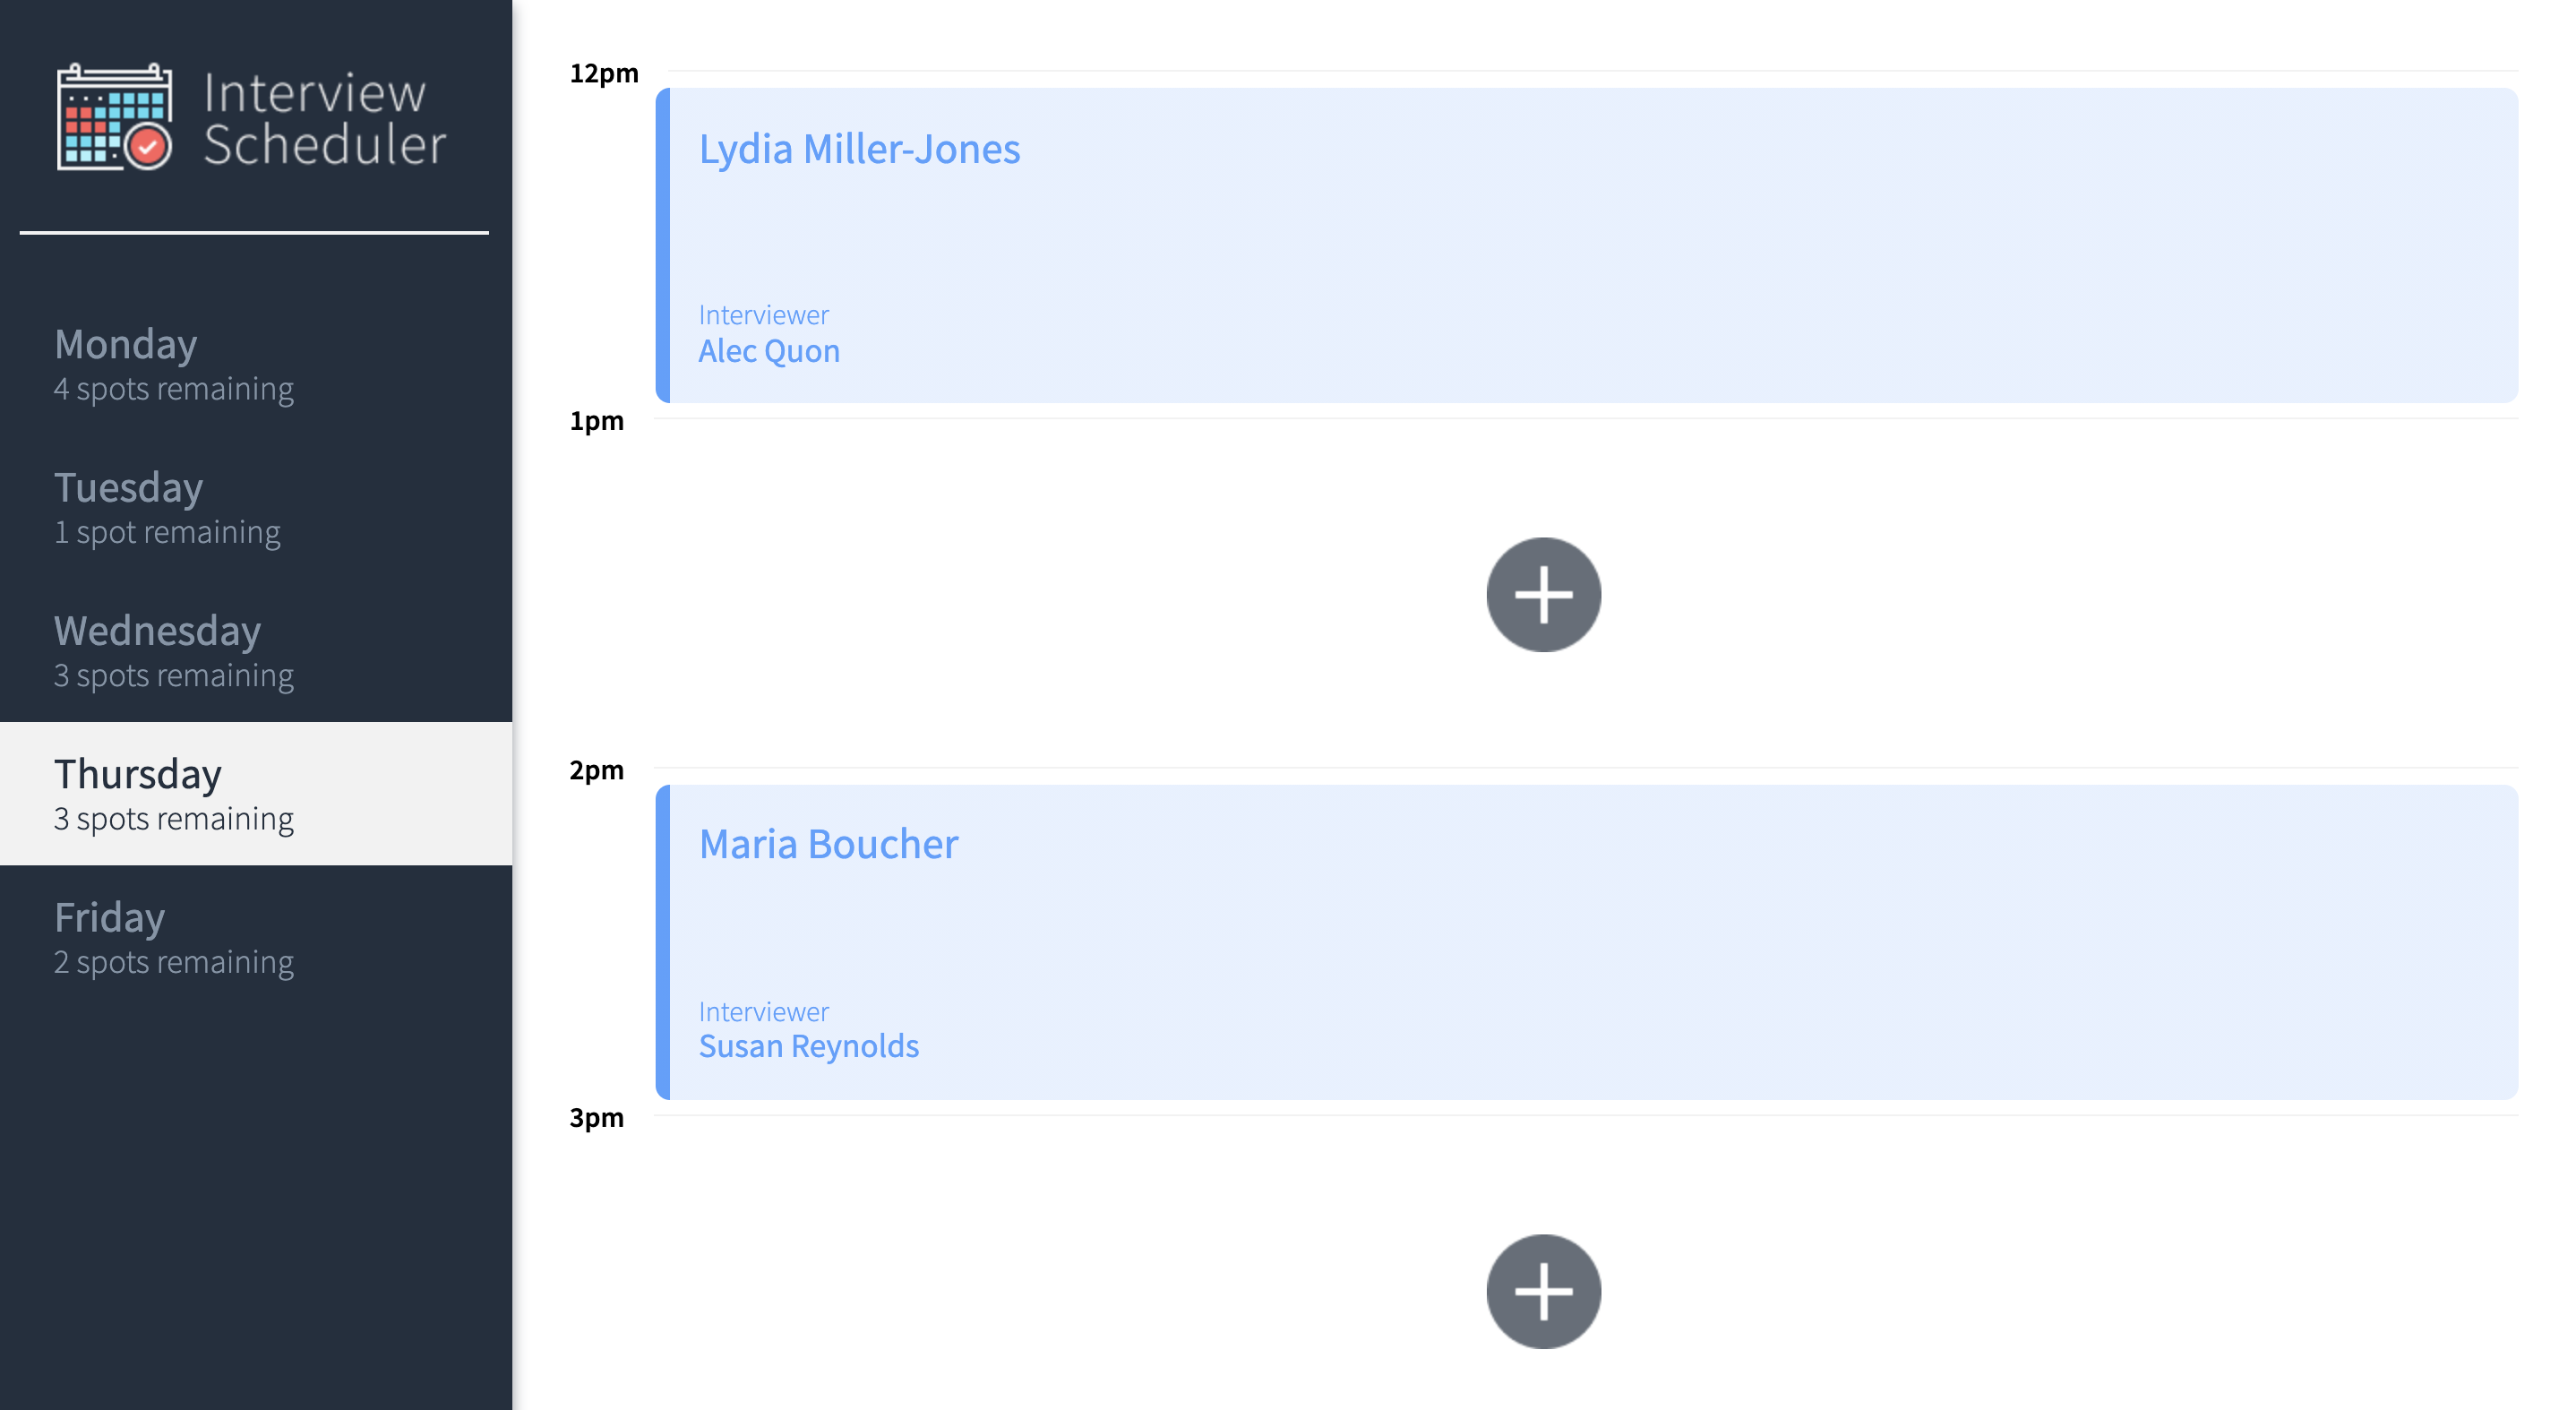 Interview
Scheduler
Monday
4 spots remaining
Tuesday
1 spot remaining
Wednesday
3 spots remaining
Thursday
3 spots remaining
Friday
2 spots remaining
12pm
Lydia Miller-Jones
Interviewer
Alec Quon
1pm
2pm
Maria Boucher
Interviewer
Susan Reynolds
3pm